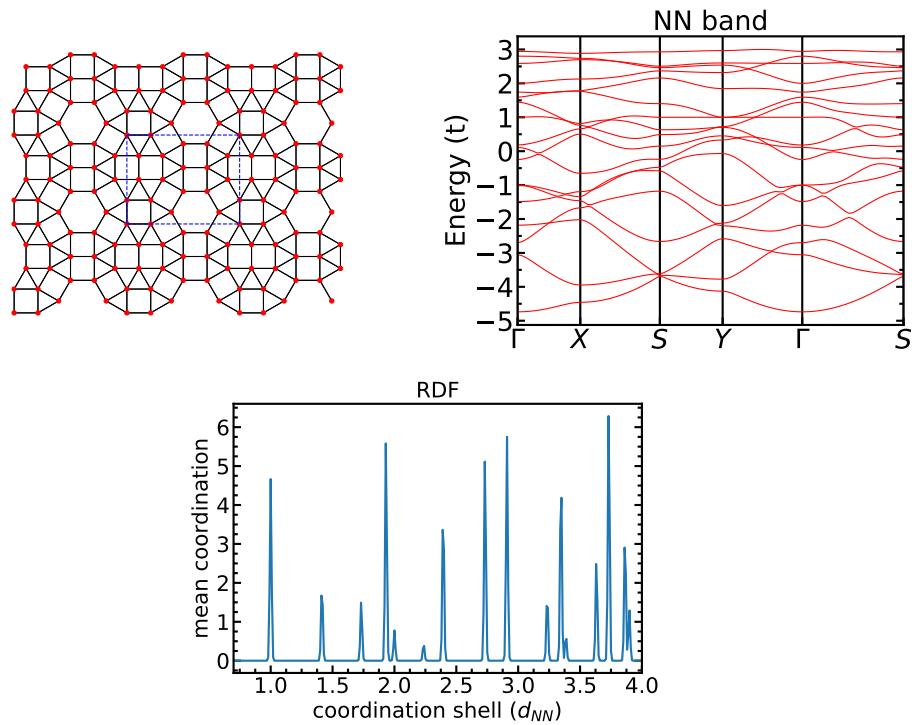 NN band
Energy (t)
3
2
1
0
−1
−2
−3
−4
−5
Γ X S Y Γ S
RDF
mean coordination
6
5
4
3
2
1
0
1.0 1.5 2.0 2.5 3.0 3.5 4.0
coordination shell (d_NN)